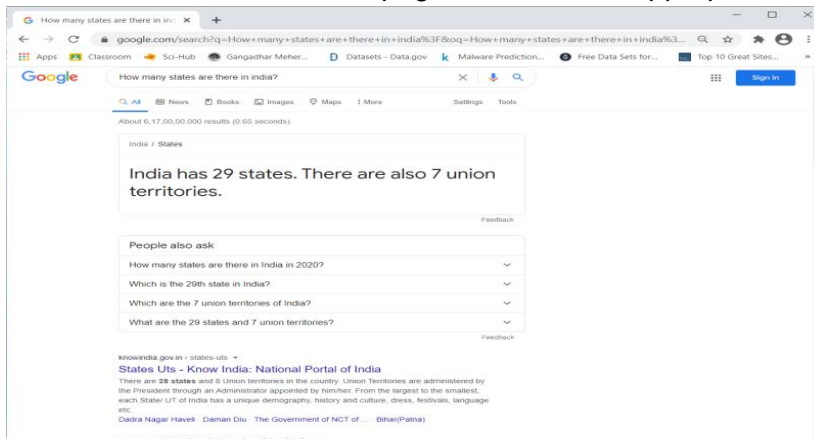 How many states are there in ind
google.com/search?q=How+many+states+are+there+in+india%3F&oq=How+many+states+are+there+in+india%3...
Apps Classroom Sci-Hub Gangadhar Meher... Datasets - Data.gov Malware Prediction... Free Data Sets for... Top 10 Great Sites... »
Google How many states are there in india? Sign in
All News Books Images Maps More Settings Tools
About 6,17,00,00,000 results (0.65 seconds)
India / States
India has 29 states. There are also 7 union
territories.
Feedback
People also ask
How many states are there in India in 2020?
Which is the 29th state in India?
Which are the 7 union territories of India?
What are the 29 states and 7 union territories?
Feedback
knowindia.gov.in › states-uts
States Uts - Know India: National Portal of India
There are 28 states and 8 Union territories in the country. Union Territories are administered by
the President through an Administrator appointed by him/her. From the largest to the smallest,
each State/ UT of India has a unique demography, history and culture, dress, festivals, language
etc.
Dadra Nagar Haveli · Daman Diu · The Government of NCT of ... · Bihar(Patna)